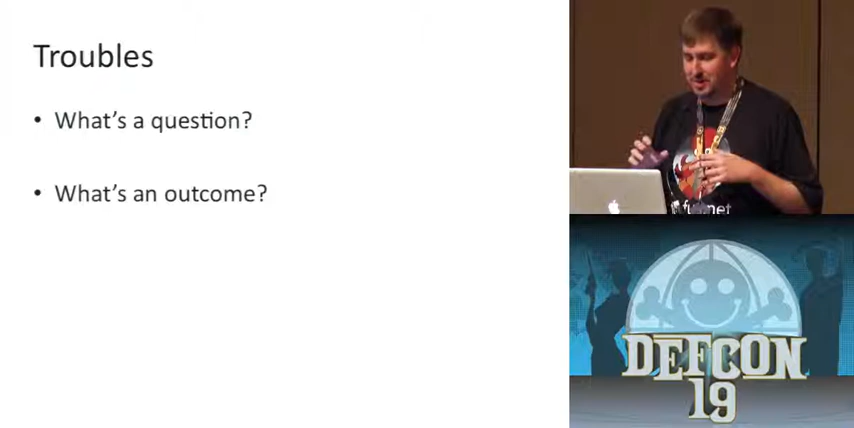 Troubles
• What's a question?
• What's an outcome?
DEFCON
19